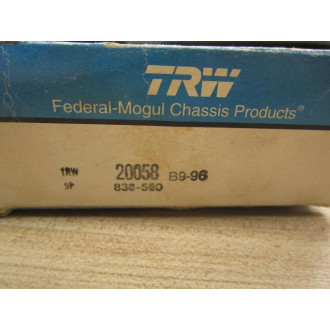 TRW
Federal-Mogul Chassis Products®
TRW 20058 B9-96
SP 838-560